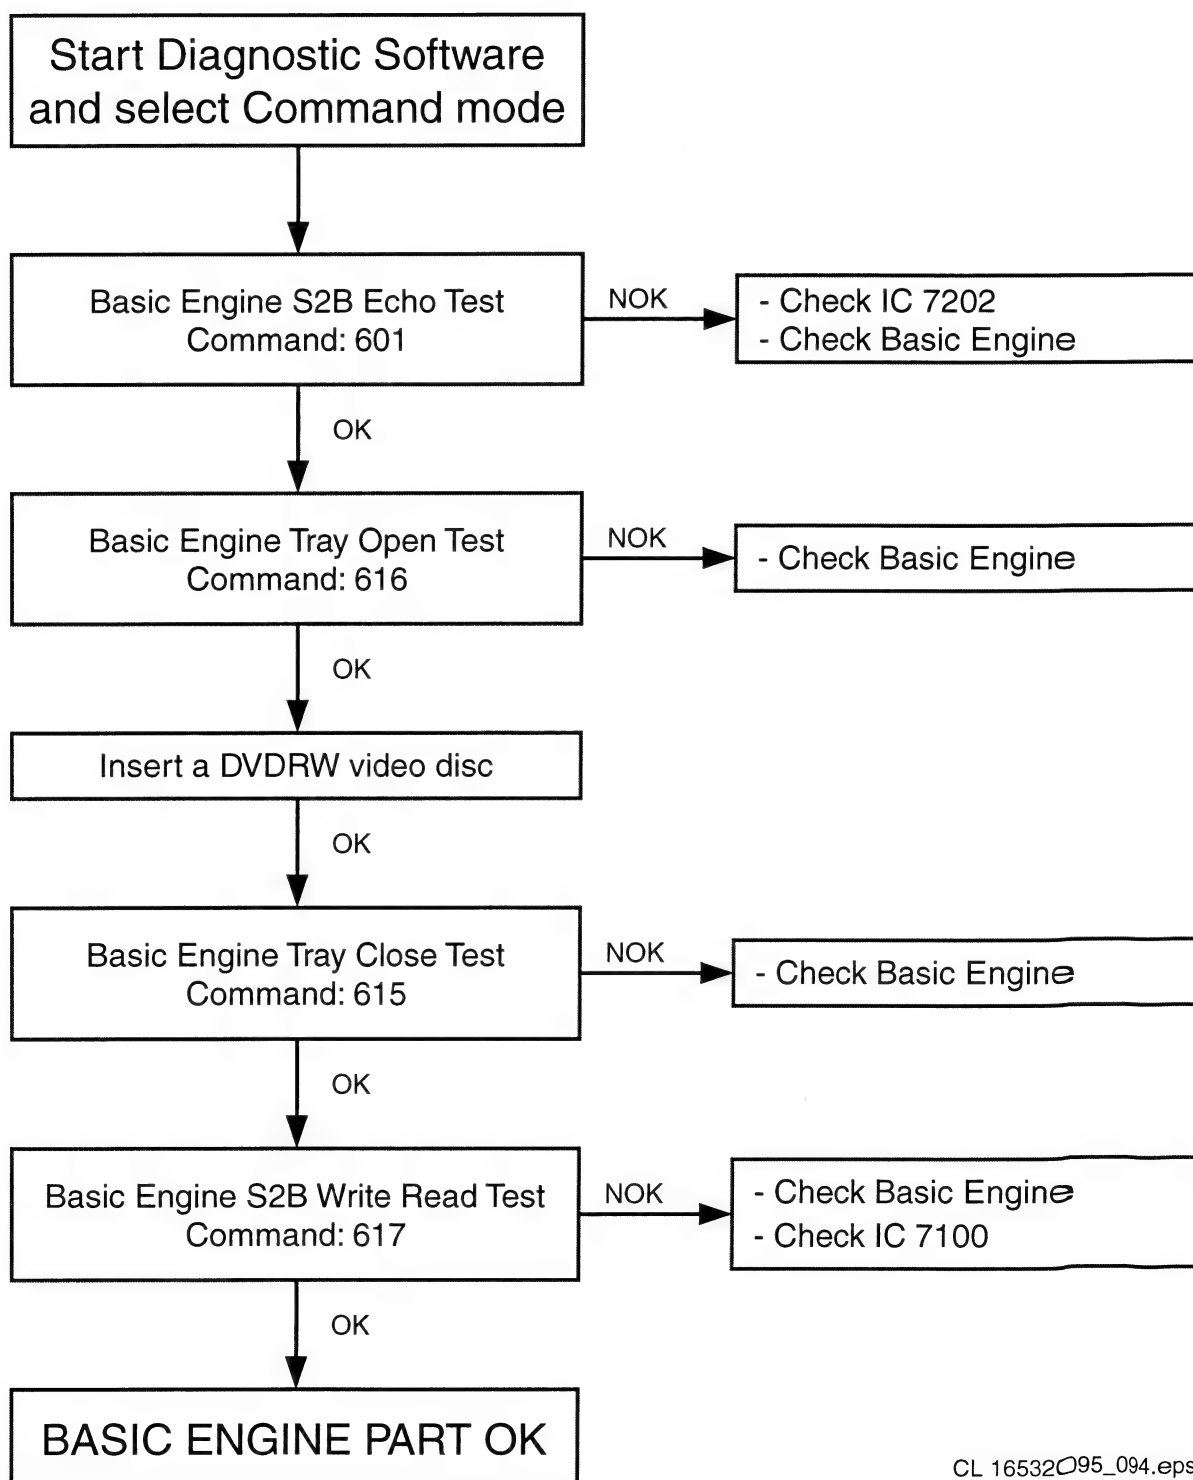 Start Diagnostic Software
and select Command mode
Basic Engine S2B Echo Test
Command: 601
NOK
- Check IC 7202
- Check Basic Engine
OK
Basic Engine Tray Open Test
Command: 616
NOK
- Check Basic Engine
OK
Insert a DVDRW video disc
OK
Basic Engine Tray Close Test
Command: 615
NOK
- Check Basic Engine
OK
Basic Engine S2B Write Read Test
Command: 617
NOK
- Check Basic Engine
- Check IC 7100
OK
BASIC ENGINE PART OK
CL 16532095_094.eps